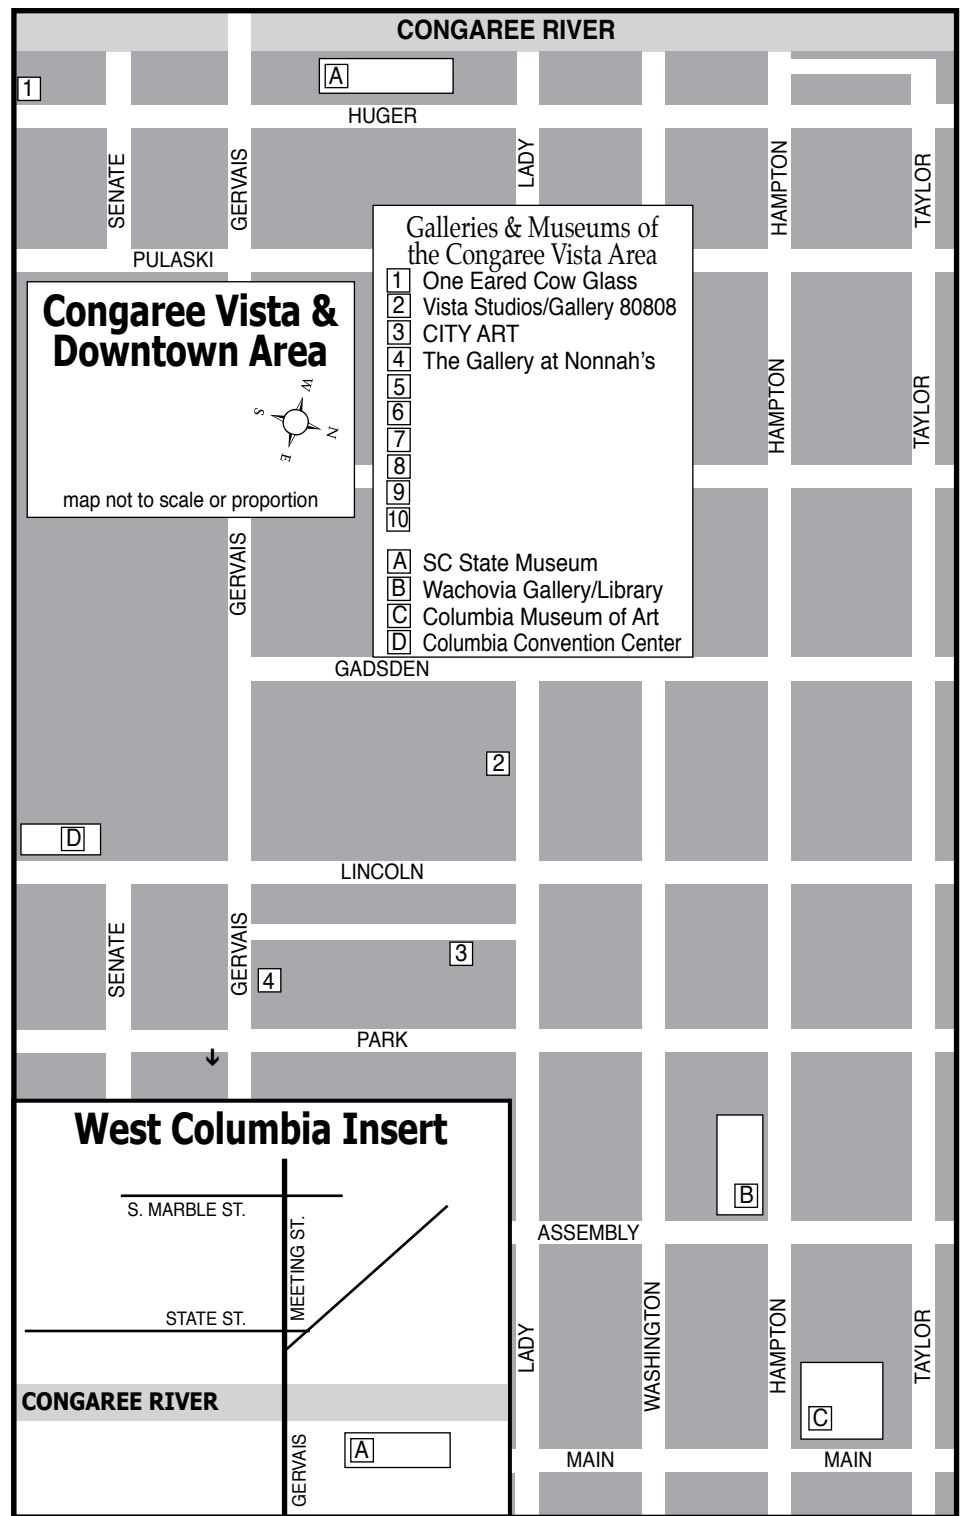 CONGAREE RIVER
1
A
HUGER
SENATE
GERVAIS
LADY
HAMPTON
TAYLOR
PULASKI
Galleries & Museums of
the Congaree Vista Area
1 One Eared Cow Glass
2 Vista Studios/Gallery 80808
3 CITY ART
4 The Gallery at Nonnah's
5
6
7
8
9
10
A SC State Museum
B Wachovia Gallery/Library
C Columbia Museum of Art
D Columbia Convention Center
Congaree Vista &
Downtown Area
W
S
N
E
map not to scale or proportion
HAMPTON
TAYLOR
GERVAIS
GADSDEN
2
D
LINCOLN
SENATE
GERVAIS
3
4
PARK
West Columbia Insert
S. MARBLE ST.
MEETING ST.
STATE ST.
CONGAREE RIVER
GERVAIS
A
B
ASSEMBLY
LADY
WASHINGTON
HAMPTON
TAYLOR
C
MAIN
MAIN